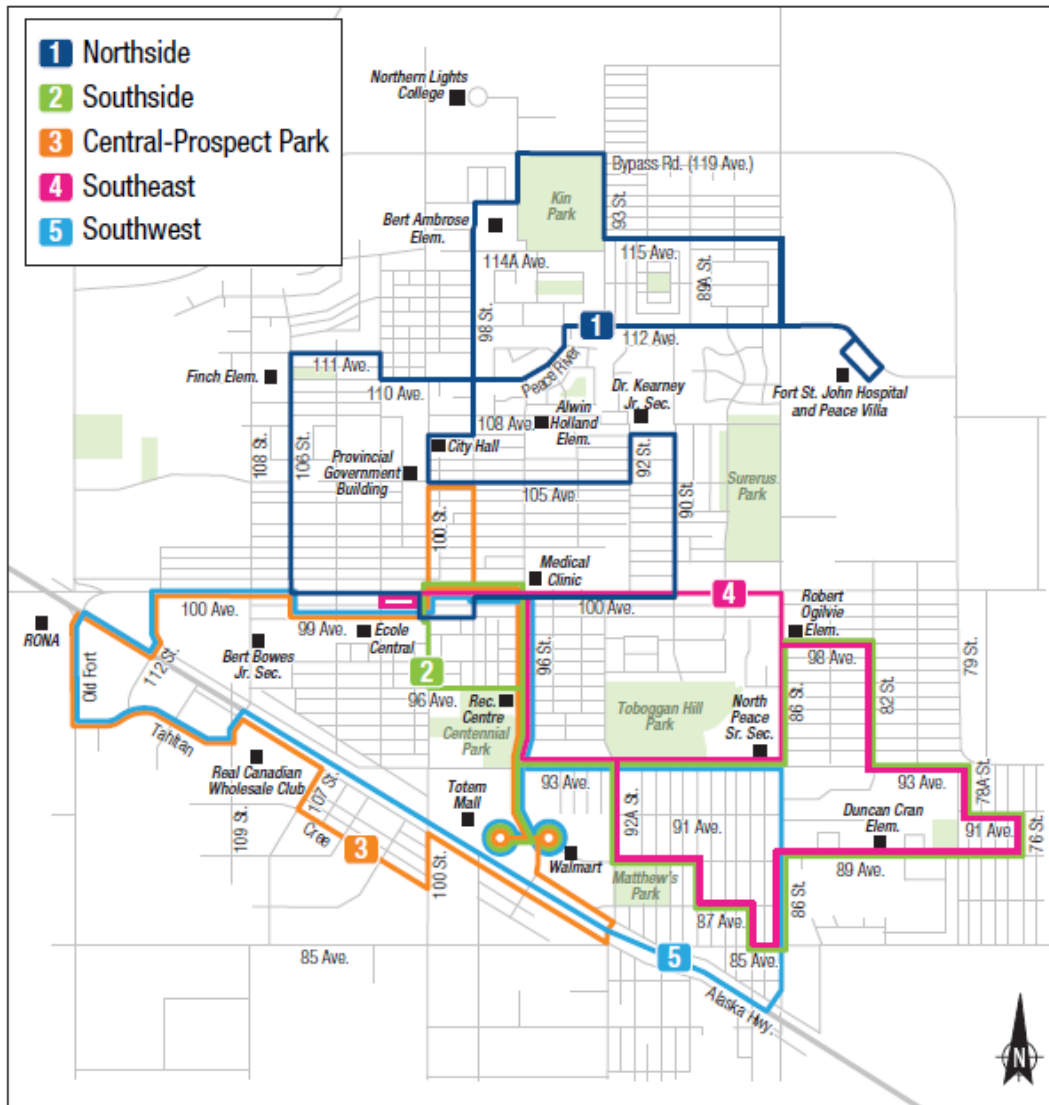 1 Northside
2 Southside
3 Central-Prospect Park
4 Southeast
5 Southwest
Northern Lights
College
Bypass Rd. (119 Ave.)
Kin
Park
93 St.
Bert Ambrose
Elem.
114A Ave.
115 Ave.
89A St.
98 St.
1
112 Ave.
111 Ave.
Finch Elem.
110 Ave.
Peace River
Dr. Kearney
Jr. Sec.
Fort St. John Hospital
and Peace Villa
108 Ave.
Alwin
Holland
Elem.
City Hall
108 St.
106 St.
Provincial
Government
Building
92 St.
105 Ave.
90 St.
Surerus
Park
100 St.
Medical
Clinic
4
100 Ave.
100 Ave.
Robert
Ogilvie
Elem.
RONA
99 Ave.
École
Central
Bert Bowes
Jr. Sec.
Old Fort
112 St.
2
96 St.
98 Ave.
79 St.
96 Ave.
Rec.
Centre
Centennial
Park
Toboggan Hill
Park
North
Peace
Sr. Sec.
86 St.
82 St.
Tahltan
Real Canadian
Wholesale Club
107 St.
109 St.
Cree
3
100 St.
Totem
Mall
93 Ave.
92A St.
91 Ave.
93 Ave.
78A St.
Duncan Cran
Elem.
91 Ave.
76 St.
Walmart
Matthew's
Park
89 Ave.
86 St.
87 Ave.
85 Ave.
85 Ave.
5
Alaska Hwy.
N